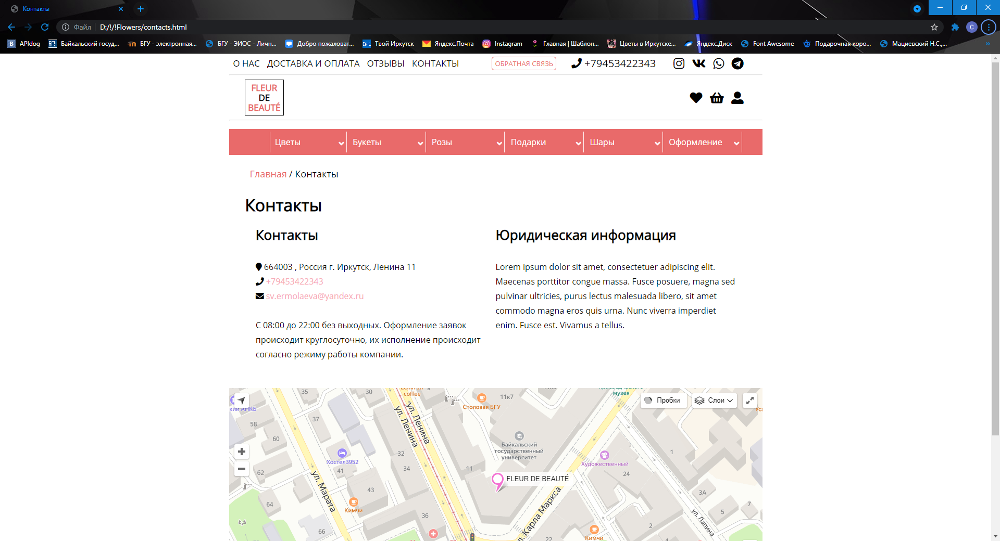 Контакты
Файл
D:/!/!Flowers/contacts.html
APIdog
Байкальский госуд...
БГУ - электронная...
БГУ - ЭИОС - Личн...
Добро пожаловат...
Твой Иркутск
Яндекс.Почта
Instagram
Главная | Шаблон...
Цветы в Иркутске...
Яндекс.Диск
Font Awesome
Подарочная коро...
Мациевский Н.С.,...
О НАС ДОСТАВКА И ОПЛАТА ОТЗЫВЫ КОНТАКТЫ
ОБРАТНАЯ СВЯЗЬ
+79453422343
FLEUR
DE
BEAUTÉ
Цветы Букеты Розы Подарки Шары Оформление
Главная / Контакты
Контакты
Контакты
664003 , Россия г. Иркутск, Ленина 11
+79453422343
sv.ermolaeva@yandex.ru
С 08:00 до 22:00 без выходных. Оформление заявок
происходит круглосуточно, их исполнение происходит
согласно режиму работы компании.
Юридическая информация
Lorem ipsum dolor sit amet, consectetuer adipiscing elit.
Maecenas porttitor congue massa. Fusce posuere, magna sed
pulvinar ultricies, purus lectus malesuada libero, sit amet
commodo magna eros quis urna. Nunc viverra imperdiet
enim. Fusce est. Vivamus a tellus.
35
30
9
coffee
Столовая БГУ
11к7
музея
Пробки
Слои
АНКБ
58
37
60
ул. Ленина
ул. Ленина
Байкальский
государственный
университет
32
1
Хостел3952
41
34
11
Художественный
62
24
ул. Марата
FLEUR DE BEAUTÉ
43
3А
64
Кимчи
ул. Карла Маркса
7
5
36
ул. Лапина
66
2
22
Кимчи